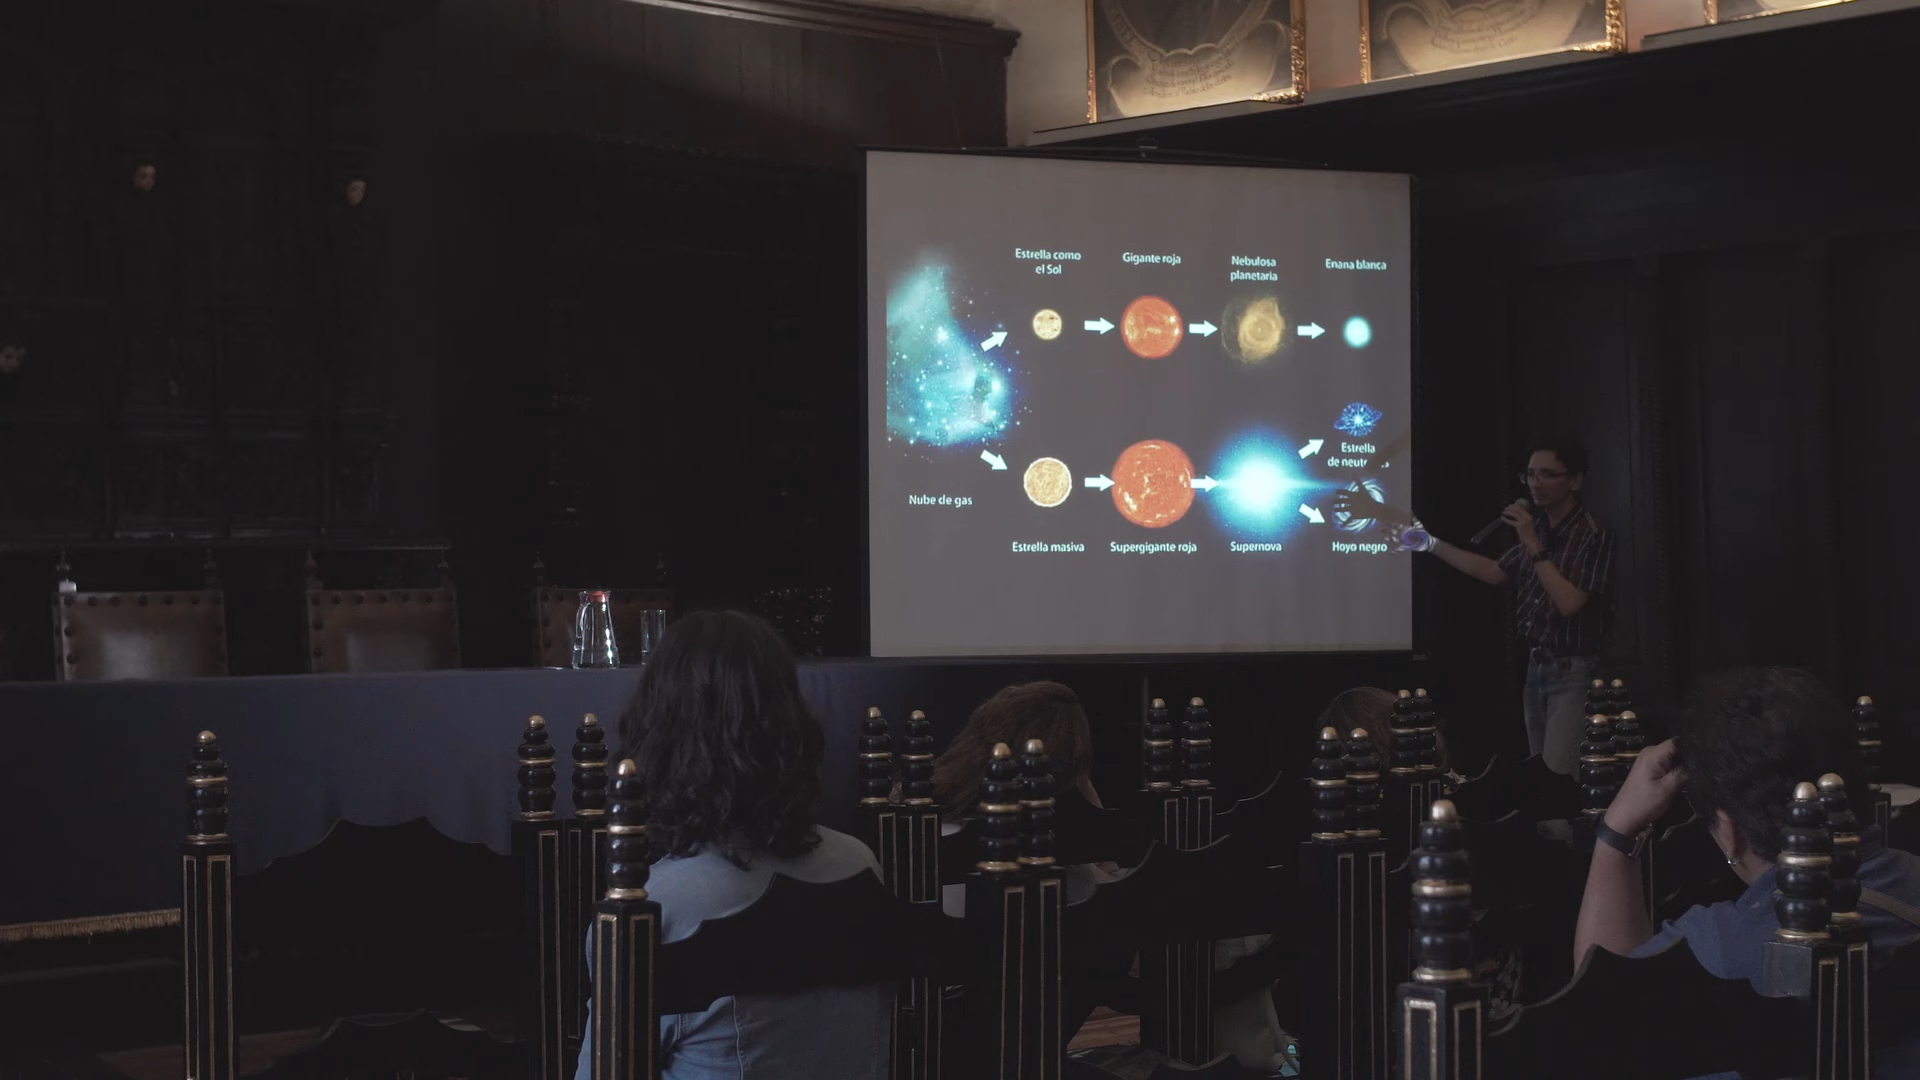 Estrella como
el Sol
Gigante roja
Nebulosa
planetaria
Enana blanca
Estrella
de
Nube de gas
Estrella masiva
Supergigante roja
Supernova
Hoyo negro